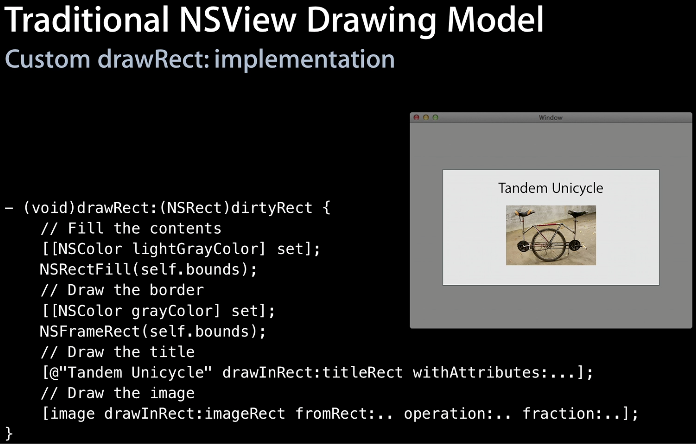 Traditional NSView Drawing Model
Custom drawRect: implementation
Window
Tandem Unicycle
- (void)drawRect:(NSRect)dirtyRect {
// Fill the contents
[[NSColor lightGrayColor] set];
NSRectFill(self.bounds);
// Draw the border
[[NSColor grayColor] set];
NSFrameRect(self.bounds);
// Draw the title
[@"Tandem Unicycle" drawInRect:titleRect withAttributes:...];
// Draw the image
[image drawInRect:imageRect fromRect:.. operation:.. fraction:..];
}